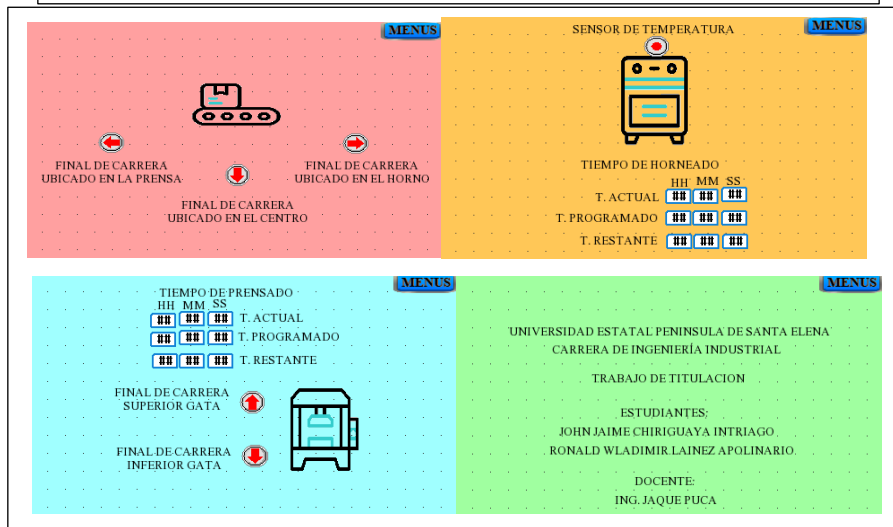 MENUS
FINAL DE CARRERA
UBICADO EN LA PRENSA
FINAL DE CARRERA
UBICADO EN EL CENTRO
FINAL DE CARRERA
UBICADO EN EL HORNO
MENUS
SENSOR DE TEMPERATURA
TIEMPO DE HORNEADO
HH MM SS
T. ACTUAL ## ## ##
T. PROGRAMADO ## ## ##
T. RESTANTE ## ## ##
MENUS
TIEMPO DE PRENSADO
HH MM SS
## ## ## T. ACTUAL
## ## ## T. PROGRAMADO
## ## ## T. RESTANTE
FINAL DE CARRERA
SUPERIOR GATA
FINAL DE CARRERA
INFERIOR GATA
MENUS
UNIVERSIDAD ESTATAL PENINSULA DE SANTA ELENA
CARRERA DE INGENIERÍA INDUSTRIAL
TRABAJO DE TITULACION
ESTUDIANTES:
JOHN JAIME CHIRIGUAYA INTRIAGO
RONALD WLADIMIR LAINEZ APOLINARIO
DOCENTE:
ING. JAQUE PUCA